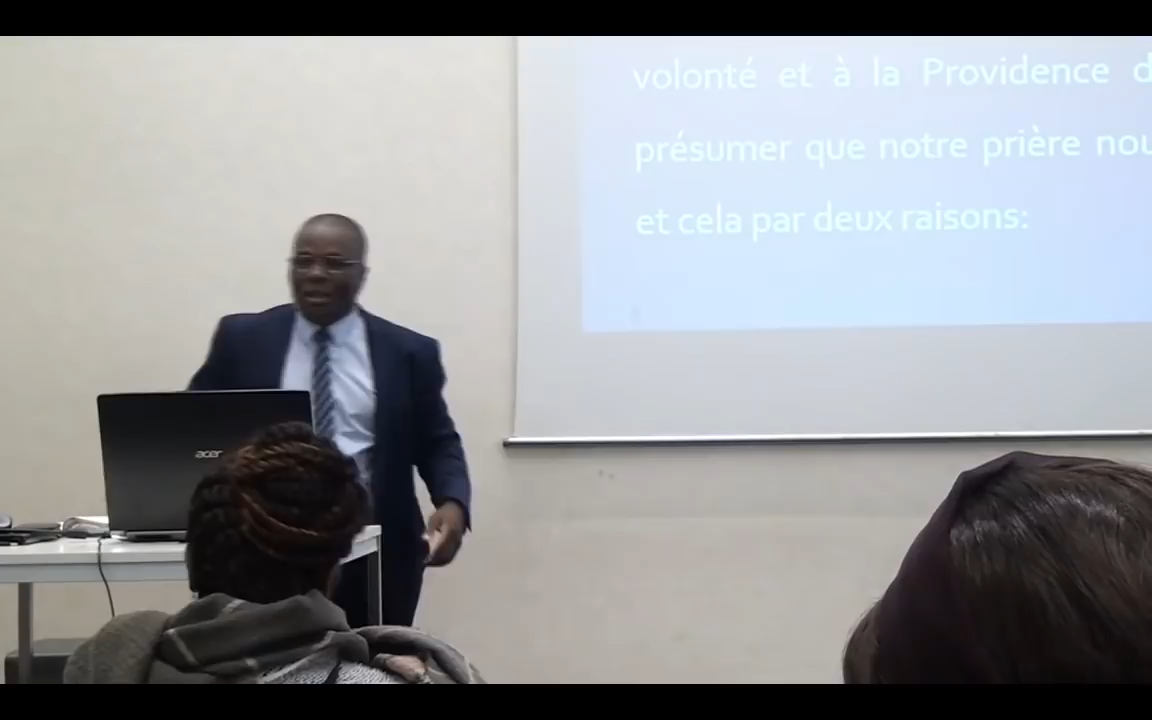 volonté et à la Providence
présumer que notre prière
et cela par deux raisons:
acer